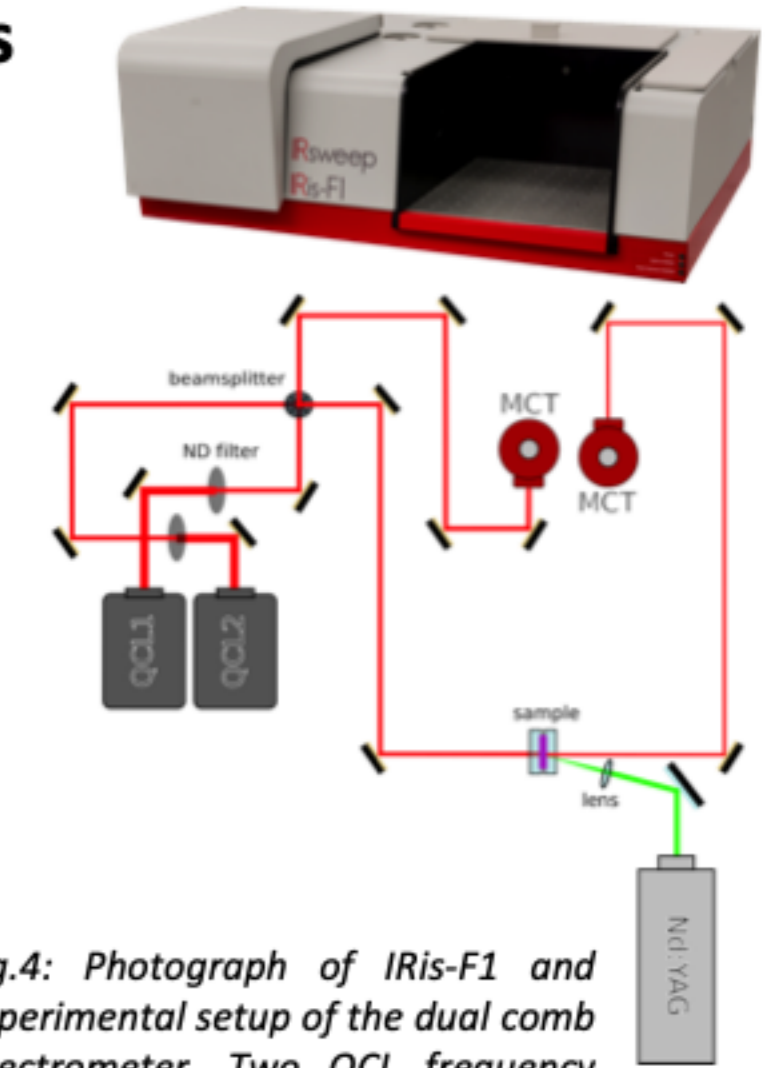 s
IRsweep
IRis-F1
beamsplitter
MCT
ND filter
MCT
QCL1
QCL2
sample
lens
Nd:YAG
g.4: Photograph of IRis-F1 and
perimental setup of the dual comb
ectrometer. Two QCL frequency